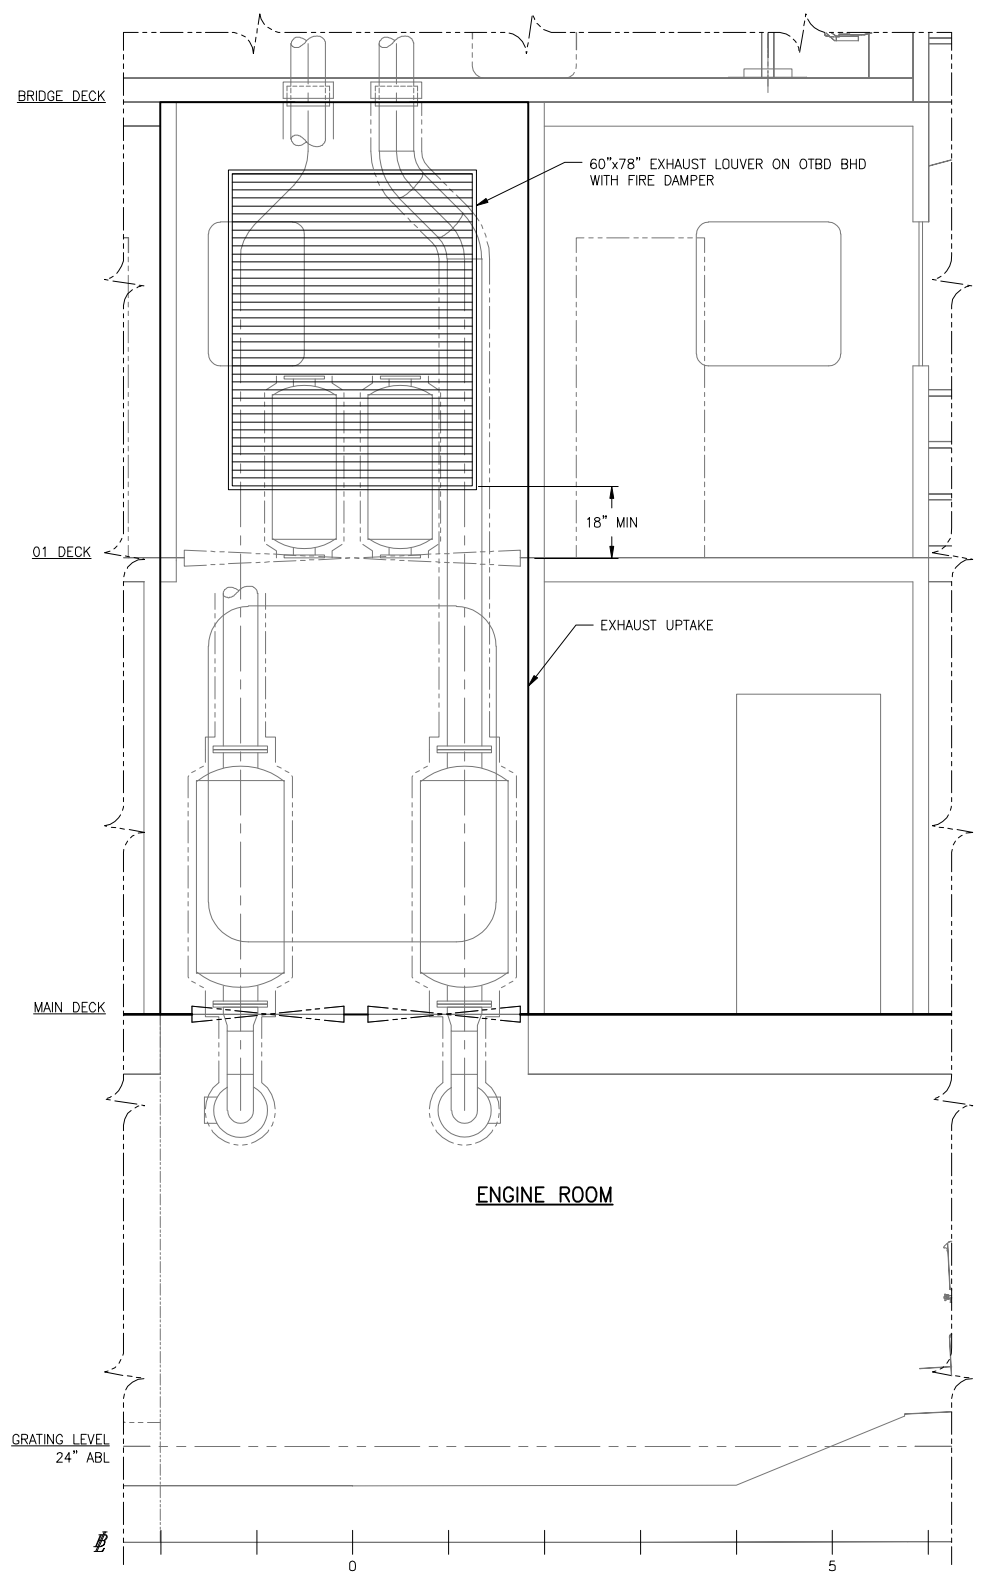 BRIDGE DECK
60"x78" EXHAUST LOUVER ON OTBD BHD
WITH FIRE DAMPER
18" MIN
01 DECK
EXHAUST UPTAKE
MAIN DECK
ENGINE ROOM
GRATING LEVEL
24" ABL
0
5